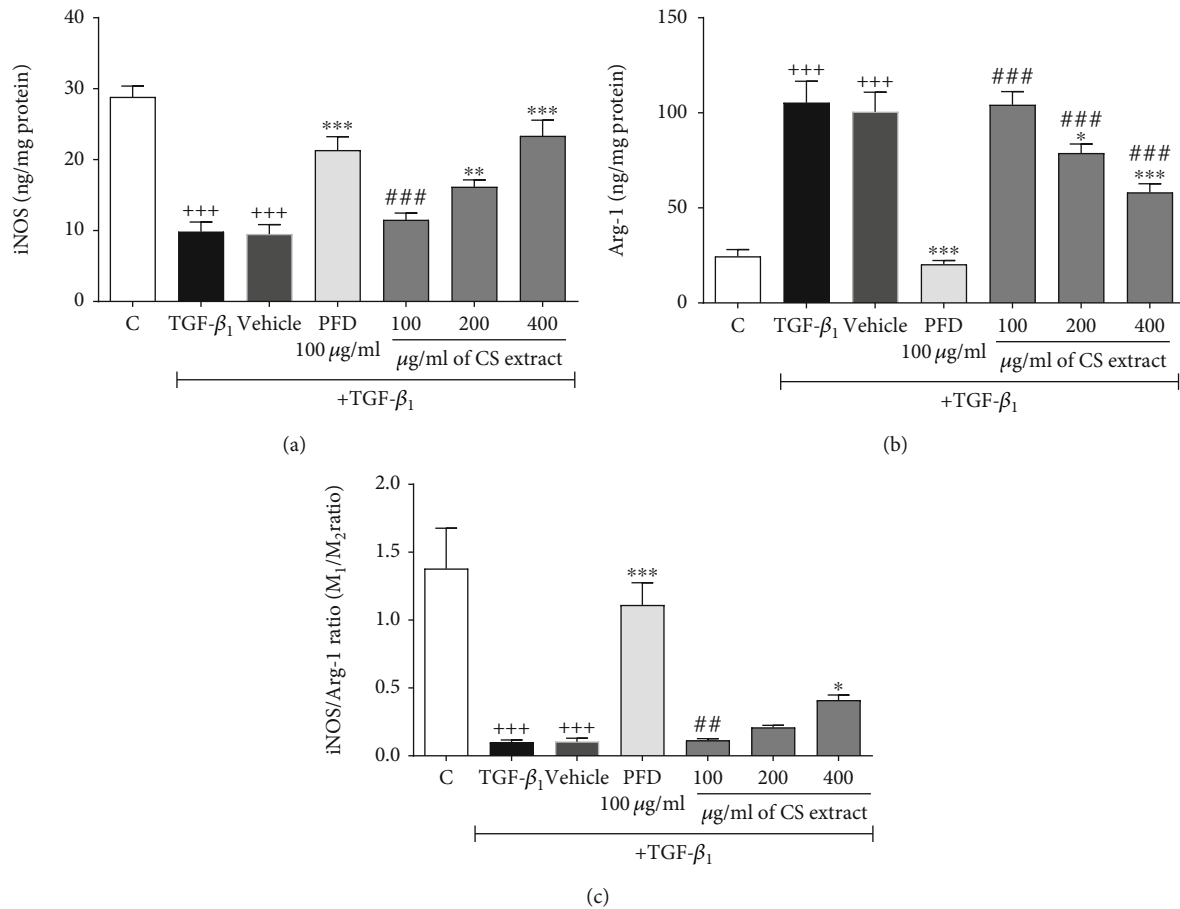 40
30
20
10
0
iNOS (ng/mg protein)
+++
+++
***
###
**
***
C
TGF-β₁
Vehicle
PFD
100 μg/ml
100
200
400
μg/ml of CS extract
+TGF-β₁
(a)
150
100
50
0
Arg-1 (ng/mg protein)
+++
+++
***
###
###
*
###
***
C
TGF-β₁
Vehicle
PFD
100 μg/ml
100
200
400
μg/ml of CS extract
+TGF-β₁
(b)
2.0
1.5
1.0
0.5
0.0
iNOS/Arg-1 ratio (M₁/M₂ratio)
+++
+++
***
##
*
C
TGF-β₁
Vehicle
PFD
100 μg/ml
100
200
400
μg/ml of CS extract
+TGF-β₁
(c)